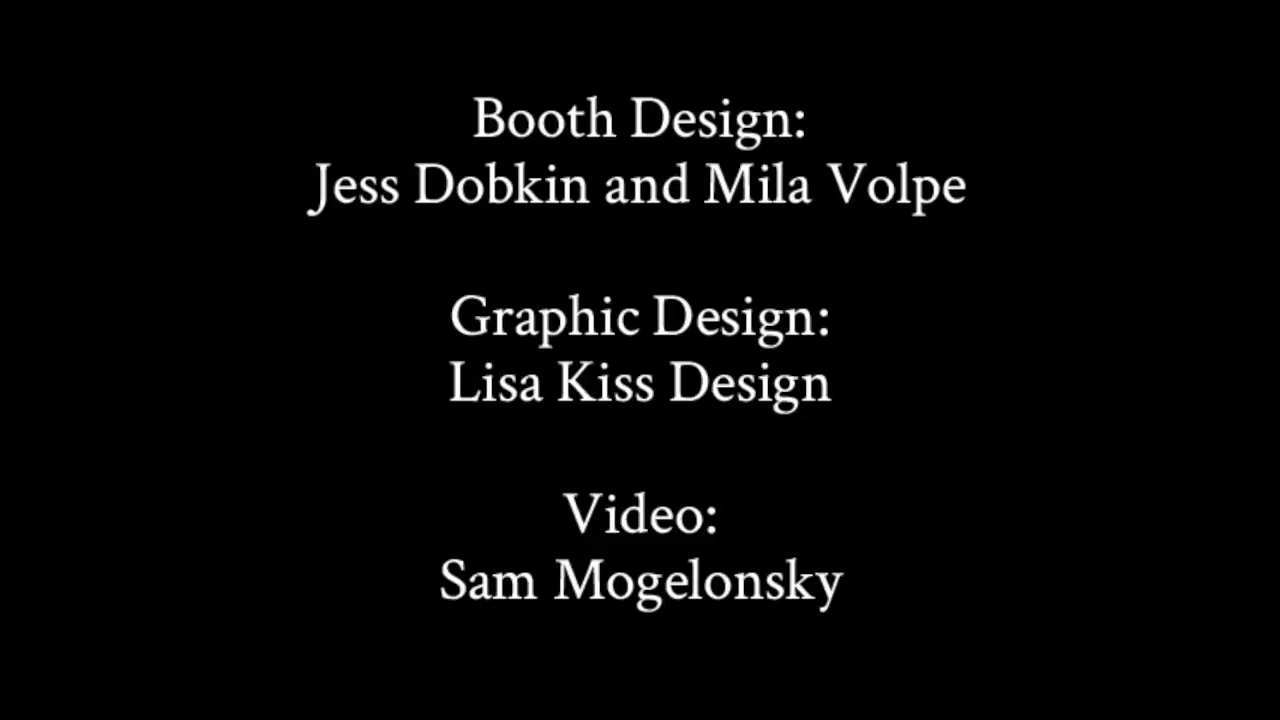 Booth Design:
Jess Dobkin and Mila Volpe
Graphic Design:
Lisa Kiss Design
Video:
Sam Mogelonsky